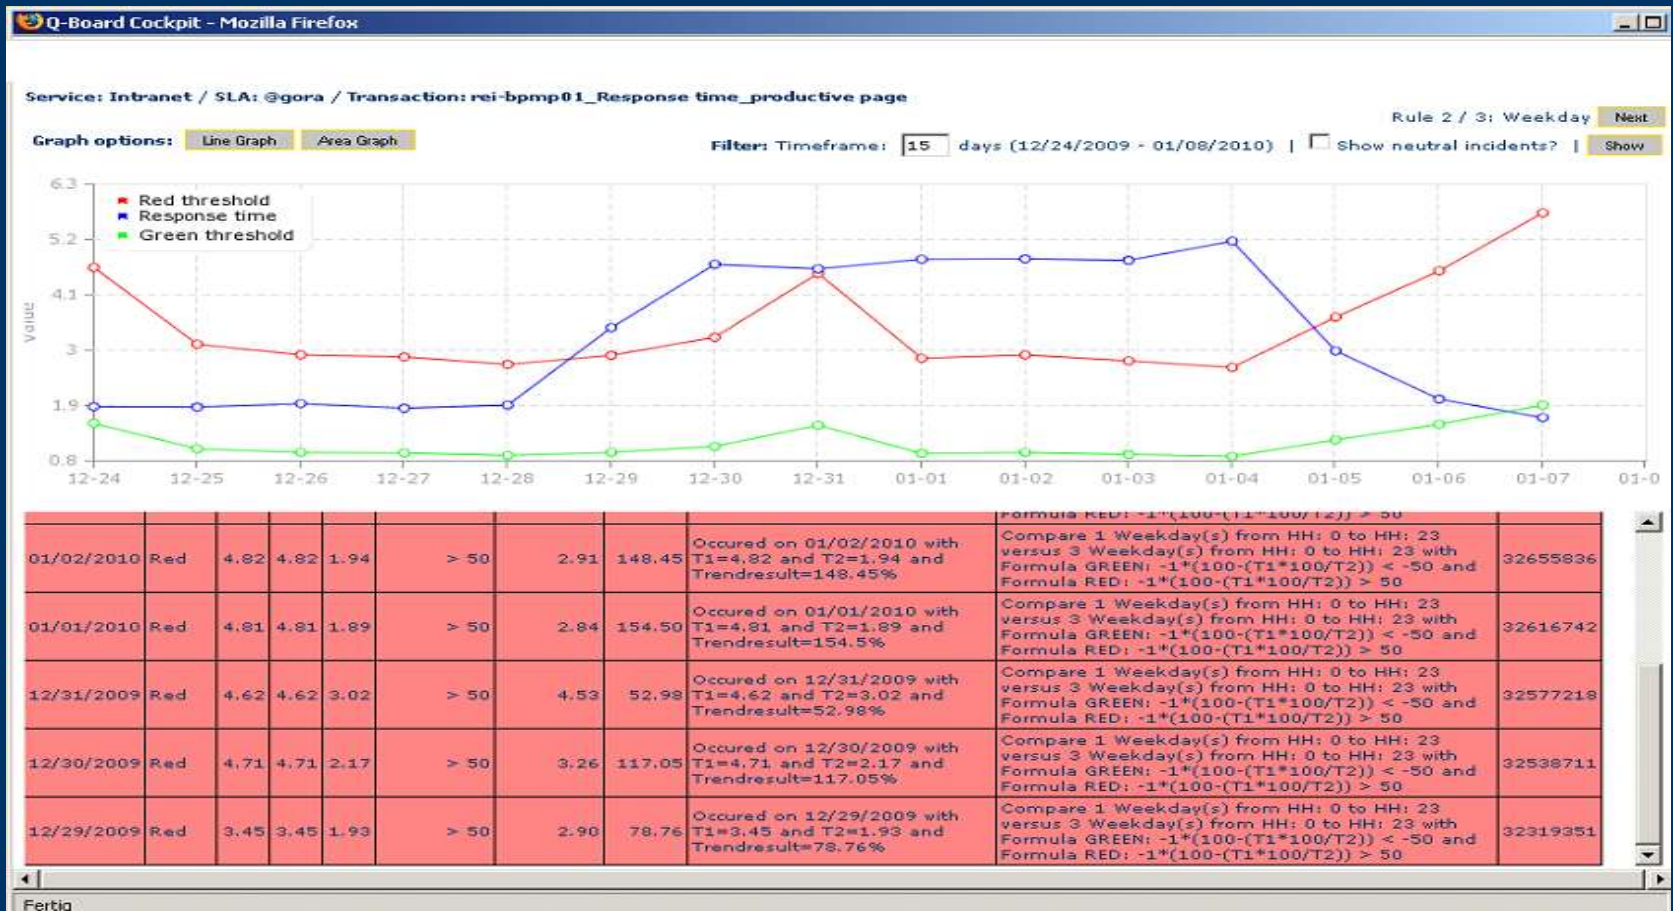 Q-Board Cockpit - Mozilla Firefox
Service: Intranet / SLA: @gora / Transaction: rei-bpmp01_Response time_productive page
Rule 2 / 3: Weekday Next
Graph options: Line Graph Area Graph
Filter: Timeframe: 15 days (12/24/2009 - 01/08/2010) | Show neutral incidents? | Show
Red threshold
Response time
Green threshold
Value
6.3
5.2
4.1
3
1.9
0.8
12-24 12-25 12-26 12-27 12-28 12-29 12-30 12-31 01-01 01-02 01-03 01-04 01-05 01-06 01-07 01-0
Formula RED: -1*(100-(T1*100/T2)) > 50
01/02/2010 Red 4.82 4.82 1.94 > 50 2.91 148.45
Occured on 01/02/2010 with
T1=4.82 and T2=1.94 and
Trendresult=148.45%
Compare 1 Weekday(s) from HH: 0 to HH: 23
versus 3 Weekday(s) from HH: 0 to HH: 23 with
Formula GREEN: -1*(100-(T1*100/T2)) < -50 and
Formula RED: -1*(100-(T1*100/T2)) > 50
32655836
01/01/2010 Red 4.81 4.81 1.89 > 50 2.84 154.50
Occured on 01/01/2010 with
T1=4.81 and T2=1.89 and
Trendresult=154.5%
Compare 1 Weekday(s) from HH: 0 to HH: 23
versus 3 Weekday(s) from HH: 0 to HH: 23 with
Formula GREEN: -1*(100-(T1*100/T2)) < -50 and
Formula RED: -1*(100-(T1*100/T2)) > 50
32616742
12/31/2009 Red 4.62 4.62 3.02 > 50 4.53 52.98
Occured on 12/31/2009 with
T1=4.62 and T2=3.02 and
Trendresult=52.98%
Compare 1 Weekday(s) from HH: 0 to HH: 23
versus 3 Weekday(s) from HH: 0 to HH: 23 with
Formula GREEN: -1*(100-(T1*100/T2)) < -50 and
Formula RED: -1*(100-(T1*100/T2)) > 50
32577218
12/30/2009 Red 4.71 4.71 2.17 > 50 3.26 117.05
Occured on 12/30/2009 with
T1=4.71 and T2=2.17 and
Trendresult=117.05%
Compare 1 Weekday(s) from HH: 0 to HH: 23
versus 3 Weekday(s) from HH: 0 to HH: 23 with
Formula GREEN: -1*(100-(T1*100/T2)) < -50 and
Formula RED: -1*(100-(T1*100/T2)) > 50
32538711
12/29/2009 Red 3.45 3.45 1.93 > 50 2.90 78.76
Occured on 12/29/2009 with
T1=3.45 and T2=1.93 and
Trendresult=78.76%
Compare 1 Weekday(s) from HH: 0 to HH: 23
versus 3 Weekday(s) from HH: 0 to HH: 23 with
Formula GREEN: -1*(100-(T1*100/T2)) < -50 and
Formula RED: -1*(100-(T1*100/T2)) > 50
32319351
Fertig